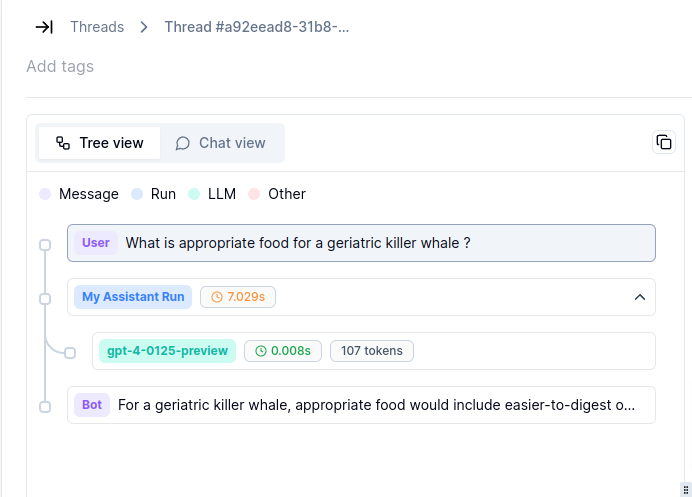 Threads > Thread #a92eead8-31b8-...
Add tags
Tree view Chat view
Message Run LLM Other
User What is appropriate food for a geriatric killer whale ?
My Assistant Run 7.029s
gpt-4-0125-preview 0.008s 107 tokens
Bot For a geriatric killer whale, appropriate food would include easier-to-digest o...